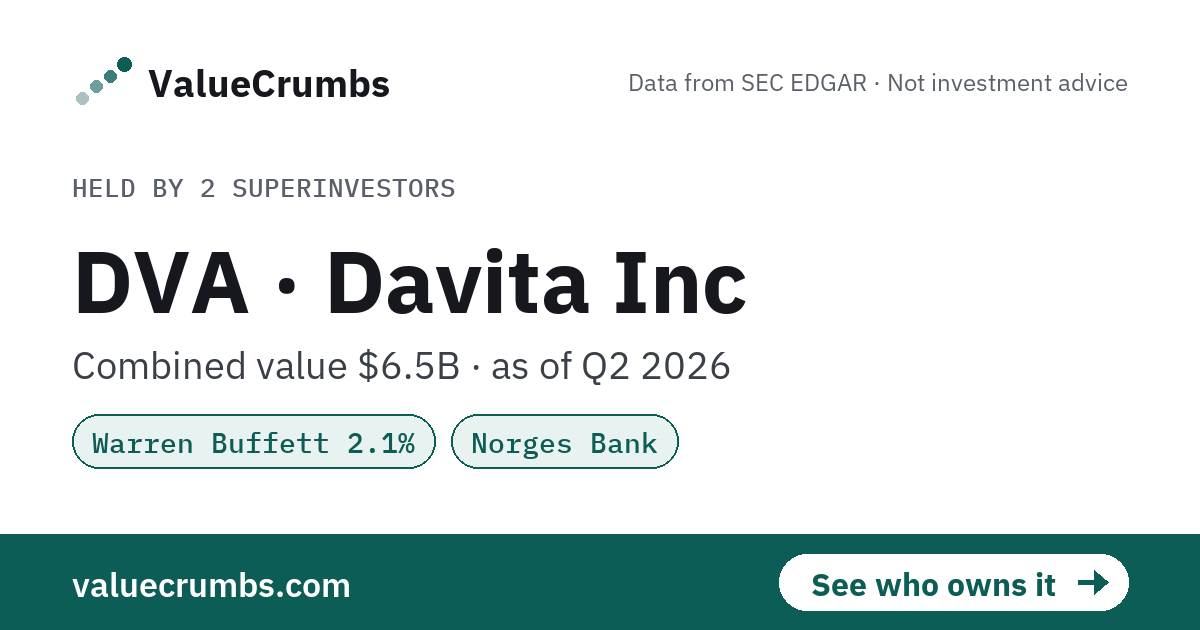 ValueCrumbs
Data from SEC EDGAR · Not investment advice
HELD BY 2 SUPERINVESTORS
DVA · Davita Inc
Combined value $6.5B · as of Q2 2026
Warren Buffett 2.1%
Norges Bank
valuecrumbs.com
See who owns it →